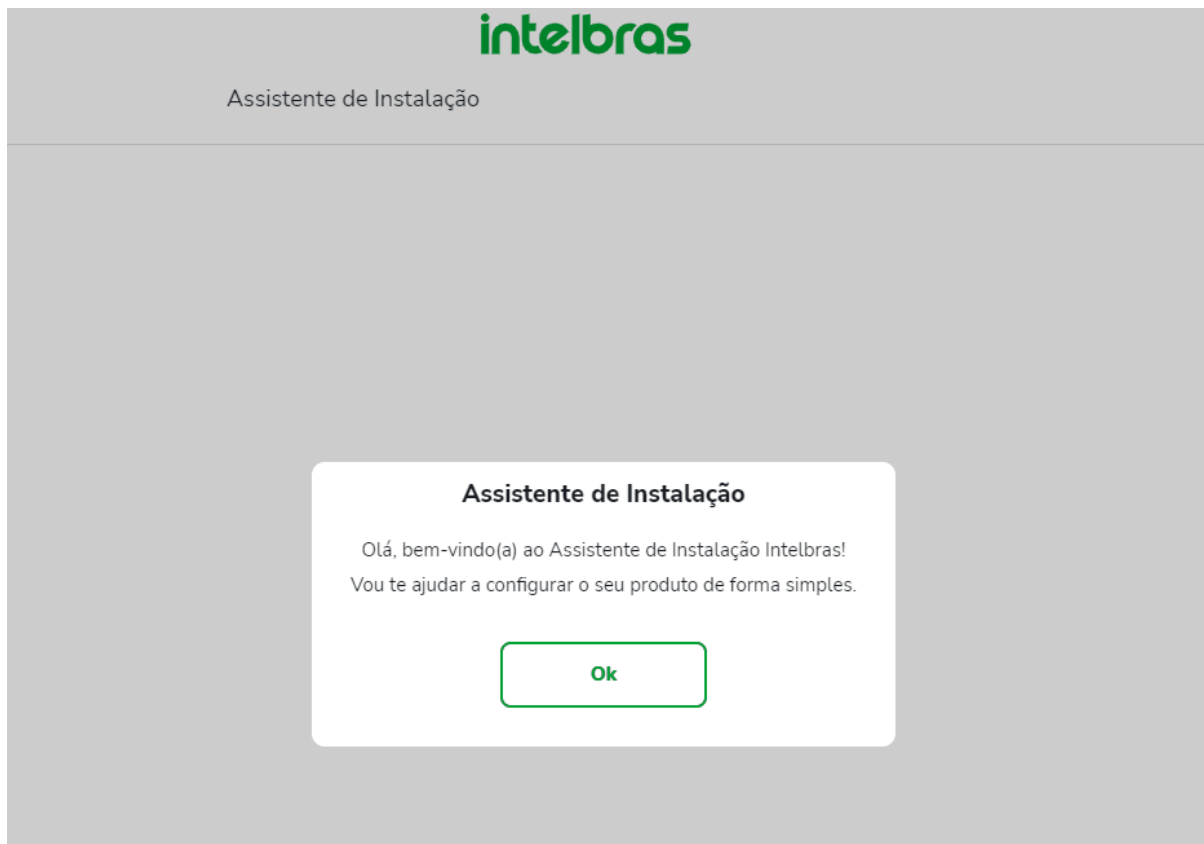 intelbras
Assistente de Instalação
Assistente de Instalação
Olá, bem-vindo(a) ao Assistente de Instalação Intelbras!
Vou te ajudar a configurar o seu produto de forma simples.
Ok